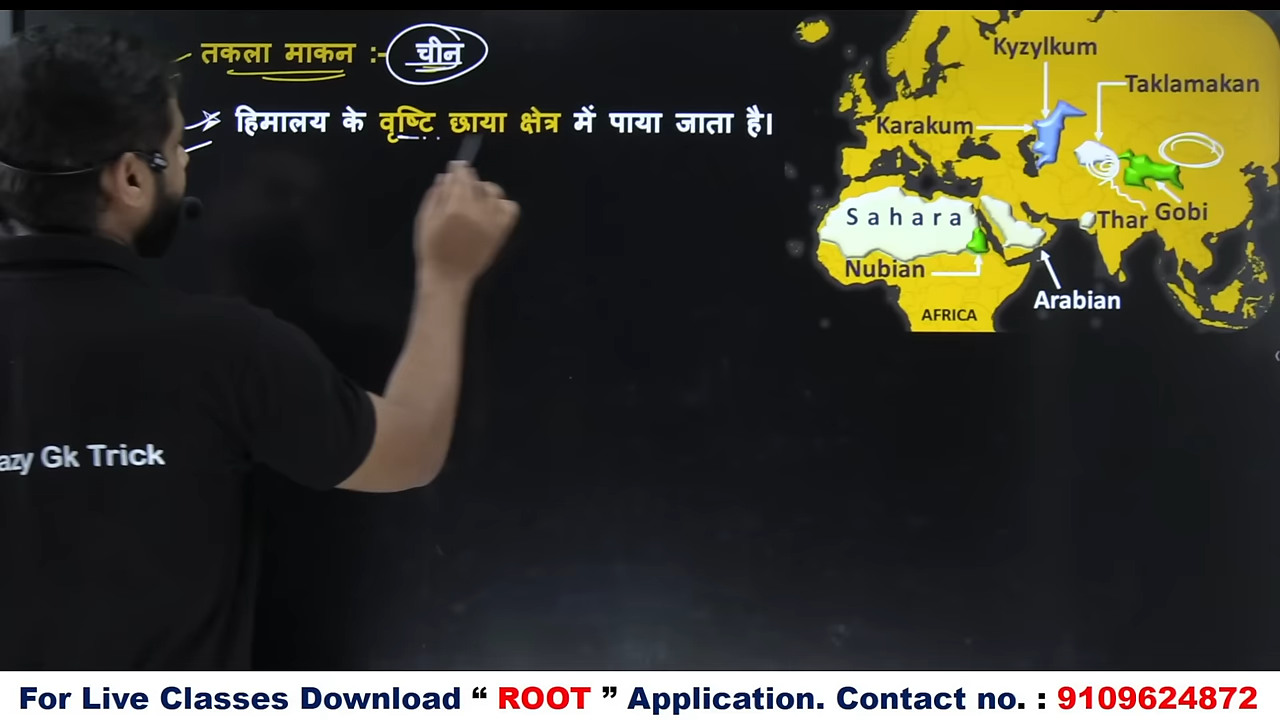 तकला माकन :- चीन
हिमालय के वृष्टि छाया क्षेत्र में पाया जाता है।
Kyzylkum
Taklamakan
Karakum
Sahara
Thar
Gobi
Nubian
Arabian
AFRICA
azy Gk Trick
For Live Classes Download “ ROOT ” Application. Contact no. : 9109624872